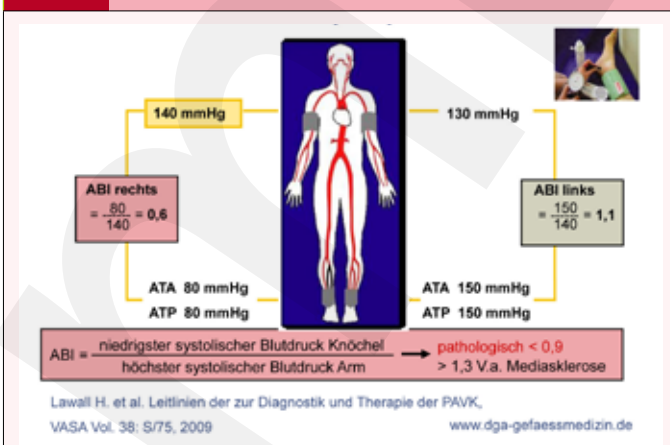 140 mmHg
130 mmHg
ABI rechts
= 80/140 = 0,6
ABI links
= 150/140 = 1,1
ATA 80 mmHg
ATP 80 mmHg
ATA 150 mmHg
ATP 150 mmHg
ABI = niedrigster systolischer Blutdruck Knöchel / höchster systolischer Blutdruck Arm → pathologisch < 0,9
> 1,3 V.a. Mediasklerose
Lawall H. et al. Leitlinien der zur Diagnostik und Therapie der PAVK,
VASA Vol. 38: S/75, 2009
www.dga-gefaessmedizin.de